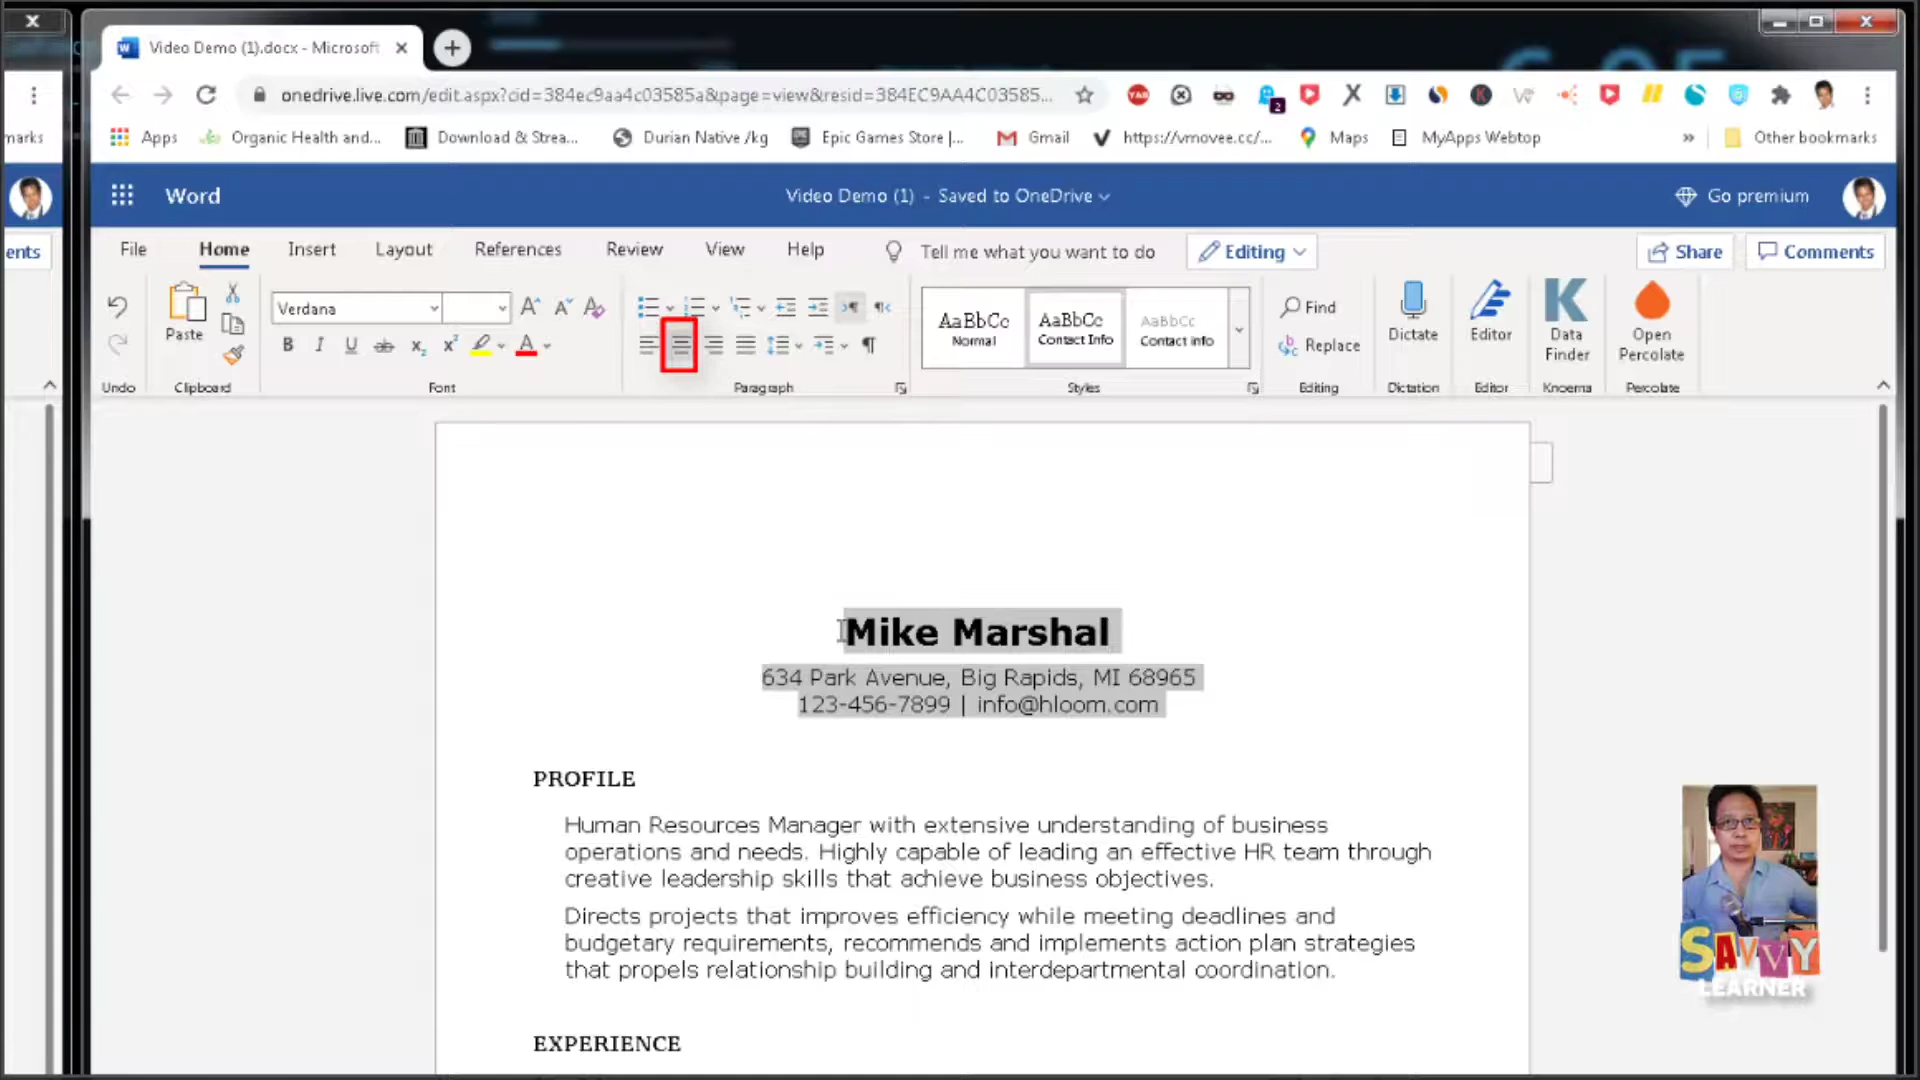 Video Demo (1).docx - Microsoft
onedrive.live.com/edit.aspx?cid=384ec9aa4c03585a&page=view&resid=384EC9AA4C03585...
2
marks
Apps
Organic Health and...
Download & Strea...
Durian Native /kg
Epic Games Store |...
Gmail
https://vmovee.cc/...
Maps
MyApps Webtop
»
Other bookmarks
Word
Video Demo (1) - Saved to OneDrive
Go premium
ents
File
Home
Insert
Layout
References
Review
View
Help
Tell me what you want to do
Editing
Share
Comments
Paste
Verdana
B I U ab x₂ x² A
AaBbCc
Normal
AaBbCc
Contact Info
AaBbCc
Contact info
Find
Replace
Dictate
Editor
Data
Finder
Open
Percolate
Undo
Clipboard
Font
Paragraph
Styles
Editing
Dictation
Editor
Knoema
Percolate
Mike Marshal
634 Park Avenue, Big Rapids, MI 68965
123-456-7899 | info@hloom.com
PROFILE
Human Resources Manager with extensive understanding of business
operations and needs. Highly capable of leading an effective HR team through
creative leadership skills that achieve business objectives.
Directs projects that improves efficiency while meeting deadlines and
budgetary requirements, recommends and implements action plan strategies
that propels relationship building and interdepartmental coordination.
EXPERIENCE
SAVVY
LEARNER